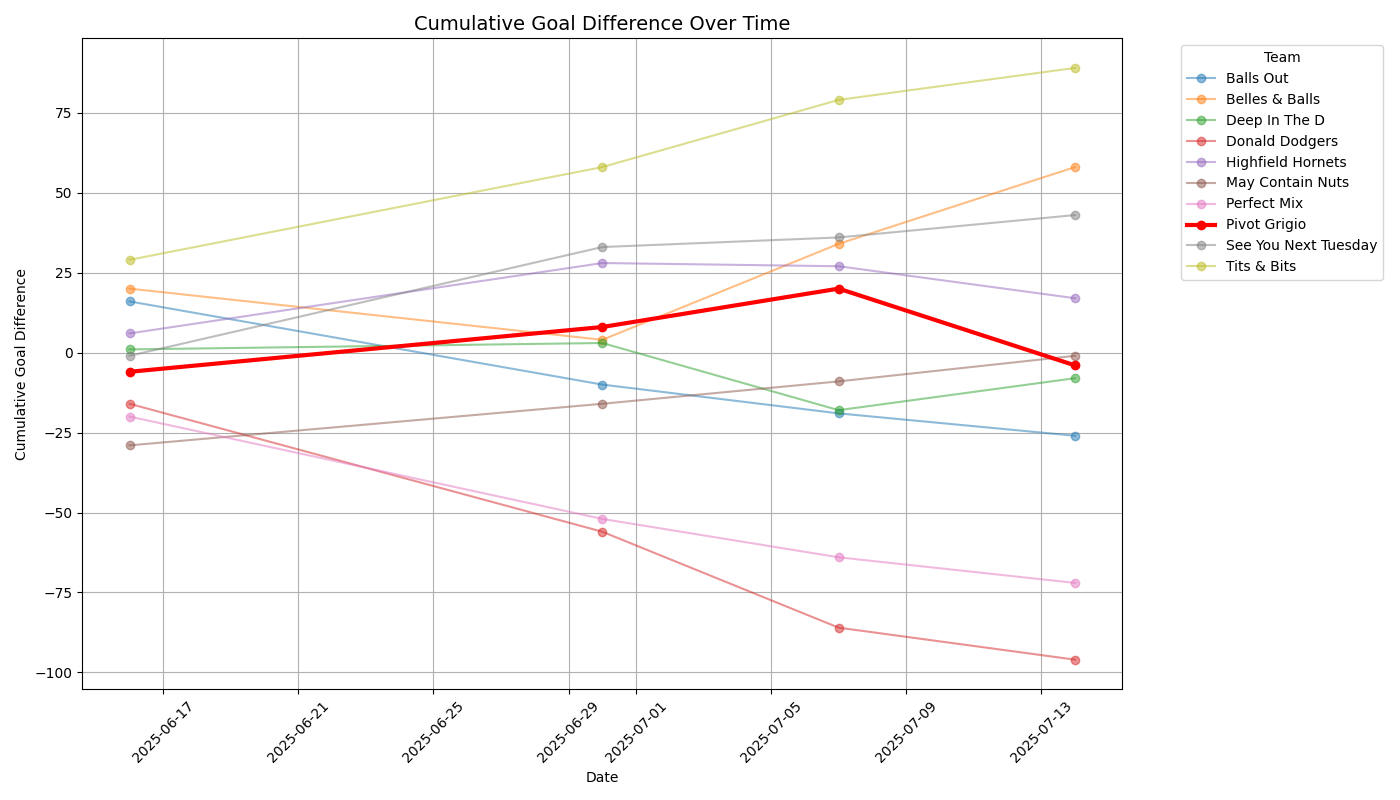 Cumulative Goal Difference Over Time
Cumulative Goal Difference
75
50
25
0
−25
−50
−75
−100
2025-06-17
2025-06-21
2025-06-25
2025-06-29
2025-07-01
2025-07-05
2025-07-09
2025-07-13
Date
Team
Balls Out
Belles & Balls
Deep In The D
Donald Dodgers
Highfield Hornets
May Contain Nuts
Perfect Mix
Pivot Grigio
See You Next Tuesday
Tits & Bits